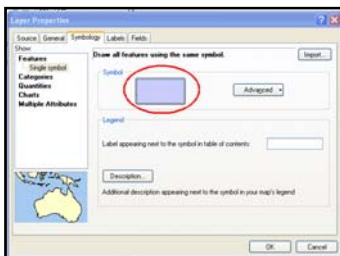 Layer Properties
Source General Symbology Labels Fields
Show:
Features
Single symbol
Categories
Quantities
Charts
Multiple Attributes
Draw all features using the same symbol.
Import...
Symbol
Advanced
Legend
Label appearing next to the symbol in table of contents:
Description...
Additional description appearing next to the symbol in your map's legend
OK Cancel